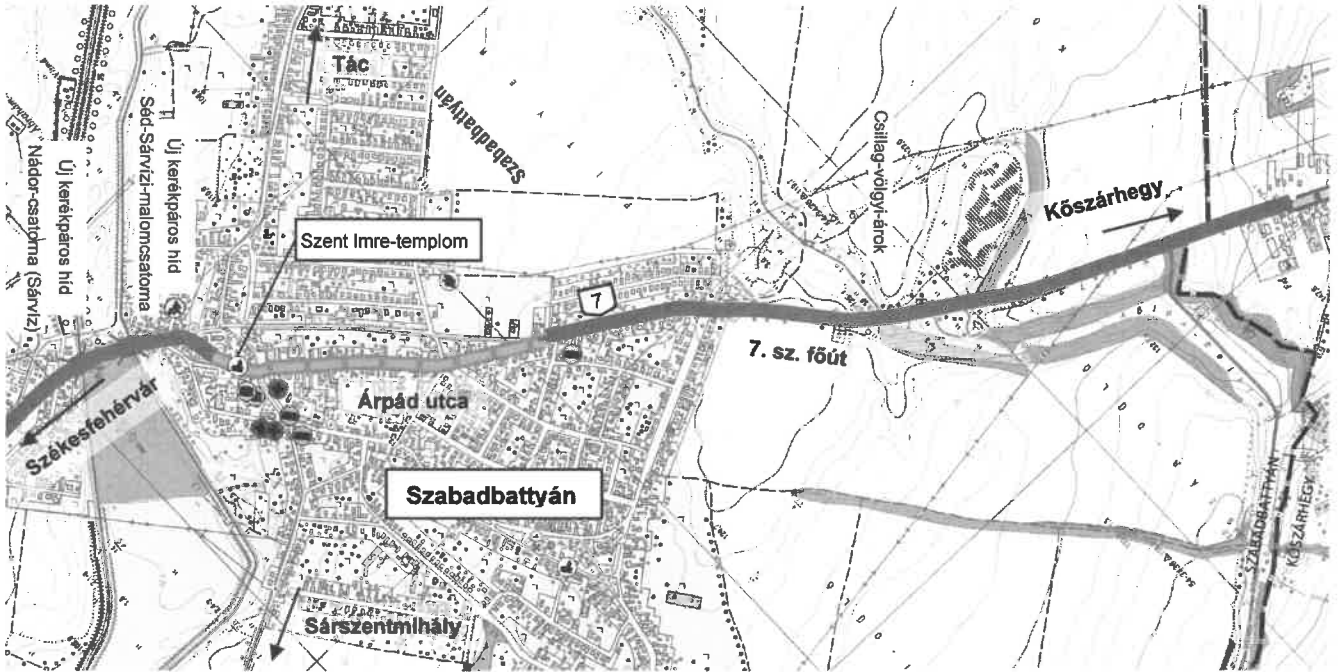 Tác
Szabadbattyán
Új kerékpáros híd
Séd-Sárvízi-malomcsatorna
Új kerékpáros híd
Nádor-csatorna (Sárvíz)
Szent Imre-templom
Csillag-völgyi-árok
Kőszárhegy
7
7. sz. főút
Székesfehérvár
Árpád utca
Szabadbattyán
Sárszentmihály
SZABADBATTYÁN
KŐSZÁRHEGY